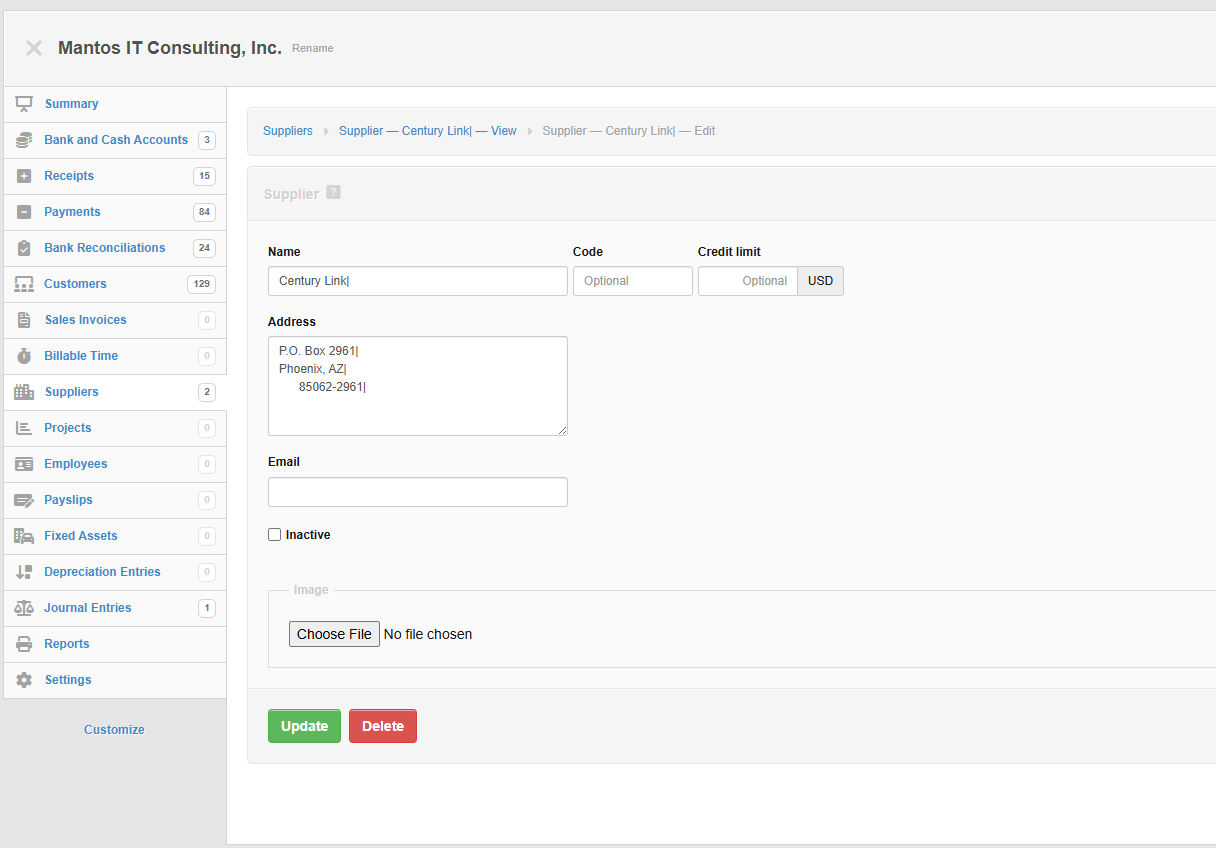 Mantos IT Consulting, Inc. Rename
Summary
Bank and Cash Accounts 3
Receipts 15
Payments 84
Bank Reconciliations 24
Customers 129
Sales Invoices 0
Billable Time 0
Suppliers 2
Projects 0
Employees 0
Payslips 0
Fixed Assets 0
Depreciation Entries 0
Journal Entries 1
Reports
Settings
Customize
Suppliers Supplier — Century Link| — View Supplier — Century Link| — Edit
Supplier ?
Name Code Credit limit
Century Link| Optional Optional USD
Address
P.O. Box 2961|
Phoenix, AZ|
85062-2961|
Email
Inactive
Image
Choose File No file chosen
Update Delete